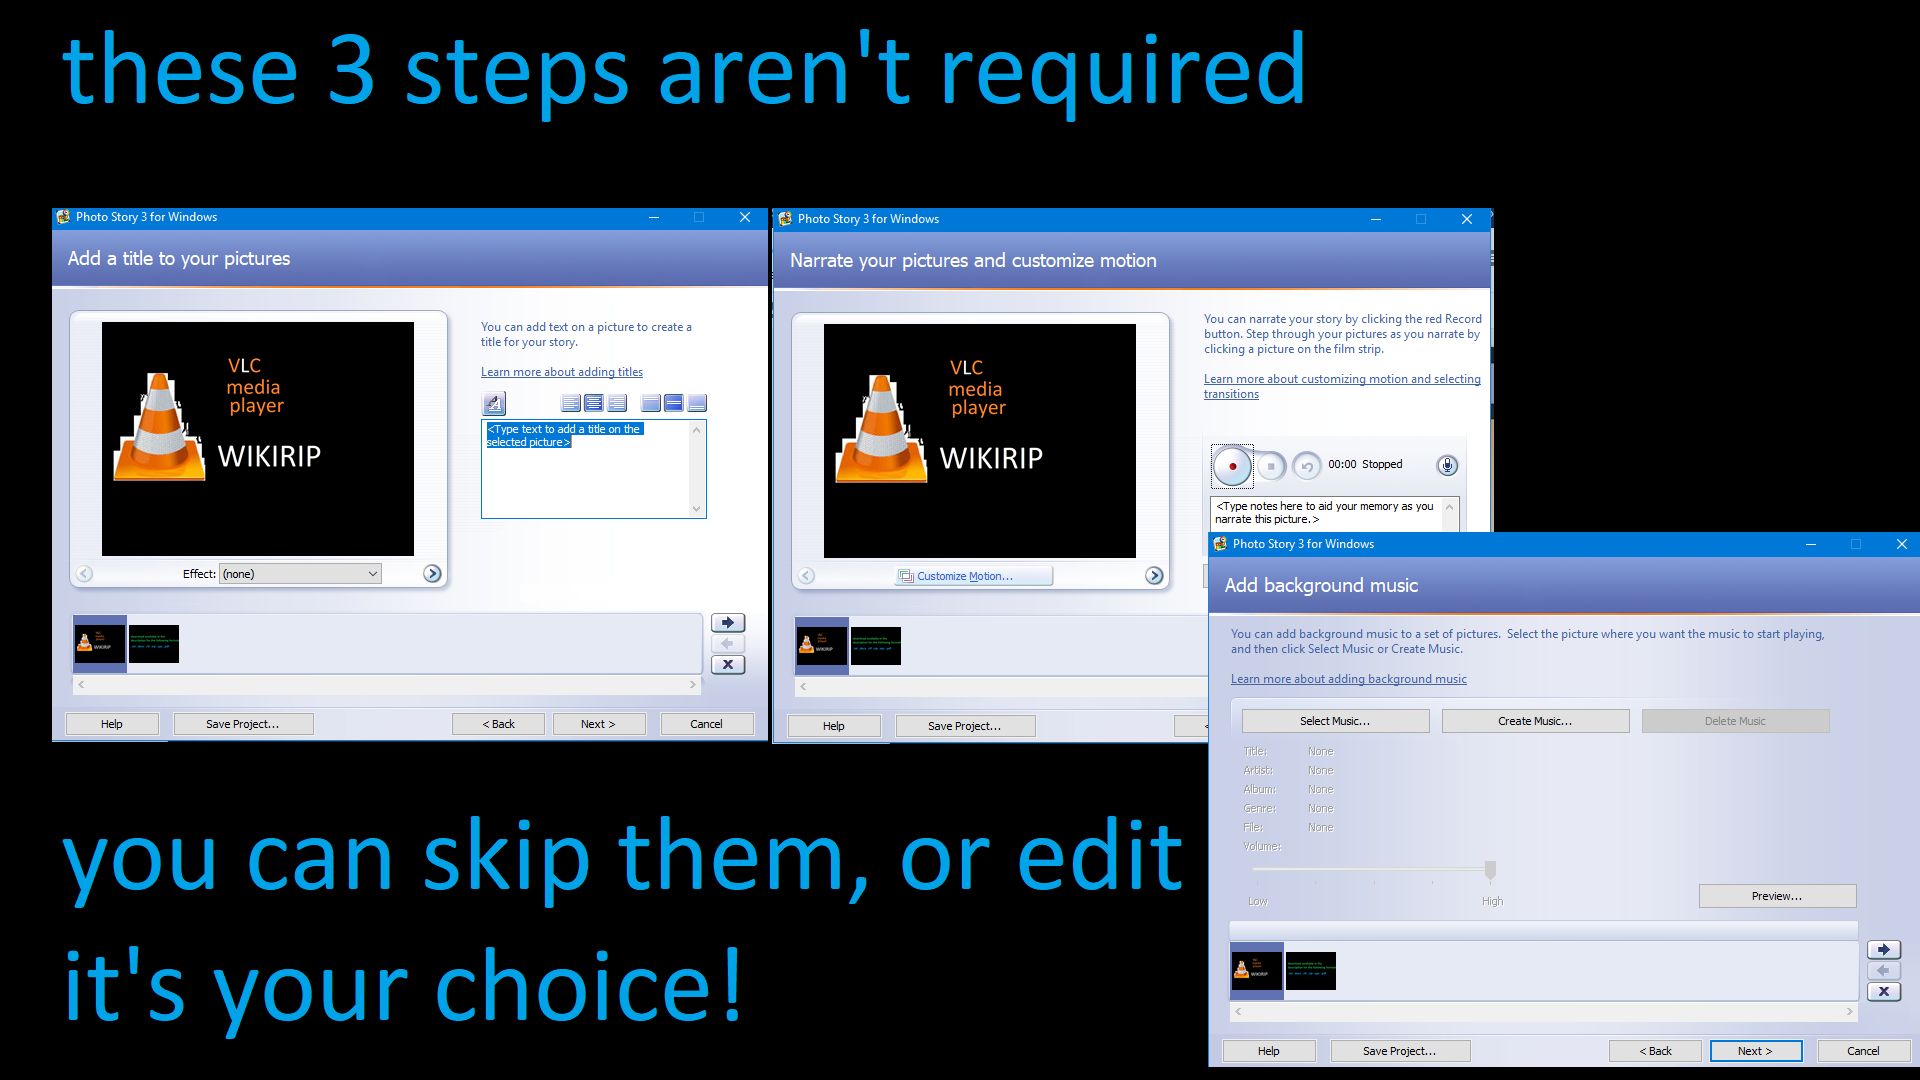 these 3 steps aren't required
Photo Story 3 for Windows
Add a title to your pictures
VLC
media
player
WIKIRIP
You can add text on a picture to create a
title for your story.
Learn more about adding titles
<Type text to add a title on the
selected picture>
Effect: (none)
Help
Save Project...
< Back
Next >
Cancel
Photo Story 3 for Windows
Narrate your pictures and customize motion
VLC
media
player
WIKIRIP
You can narrate your story by clicking the red Record
button. Step through your pictures as you narrate by
clicking a picture on the film strip.
Learn more about customizing motion and selecting
transitions
00:00 Stopped
<Type notes here to aid your memory as you
narrate this picture.>
Customize Motion...
Help
Save Project...
<
Photo Story 3 for Windows
Add background music
You can add background music to a set of pictures. Select the picture where you want the music to start playing,
and then click Select Music or Create Music.
Learn more about adding background music
Select Music...
Create Music...
Delete Music
Title: None
Artist: None
Album: None
Genre: None
File: None
Volume:
Low
High
Preview...
Help
Save Project...
< Back
Next >
Cancel
you can skip them, or edit
it's your choice!